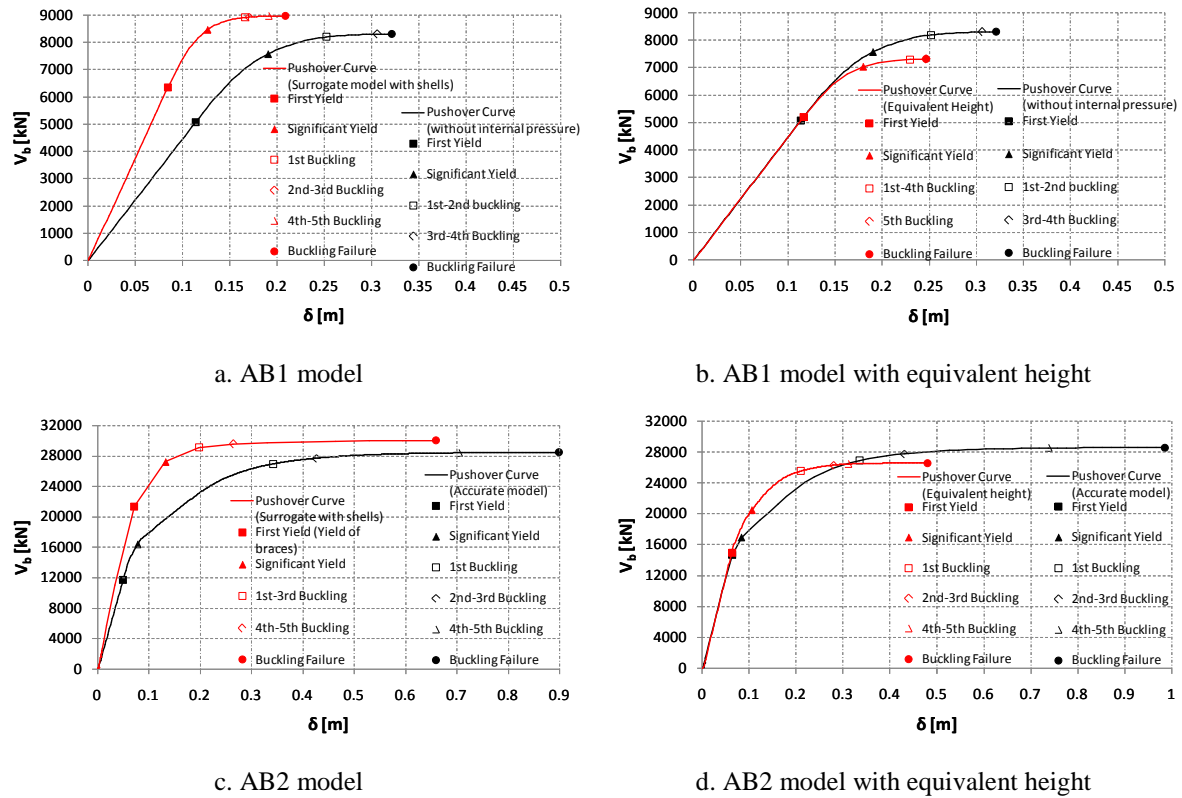 9000
8000
7000
6000
5000
4000
3000
2000
1000
0
V_b [kN]
0 0.05 0.1 0.15 0.2 0.25 0.3 0.35 0.4 0.45 0.5
δ [m]
Pushover Curve
(Surrogate model with shells)
First Yield
Significant Yield
1st Buckling
2nd-3rd Buckling
4th-5th Buckling
Buckling Failure
Pushover Curve
(without internal pressure)
First Yield
Significant Yield
1st-2nd buckling
3rd-4th Buckling
Buckling Failure
a. AB1 model
9000
8000
7000
6000
5000
4000
3000
2000
1000
0
V_b [kN]
0 0.05 0.1 0.15 0.2 0.25 0.3 0.35 0.4 0.45 0.5
δ [m]
Pushover Curve
(Equivalent Height)
First Yield
Significant Yield
1st-4th Buckling
5th Buckling
Buckling Failure
Pushover Curve
(without internal pressure)
First Yield
Significant Yield
1st-2nd buckling
3rd-4th Buckling
Buckling Failure
b. AB1 model with equivalent height
32000
28000
24000
20000
16000
12000
8000
4000
0
V_b [kN]
0 0.1 0.2 0.3 0.4 0.5 0.6 0.7 0.8 0.9
δ [m]
Pushover Curve
(Surrogate with shells)
First Yield (Yield of
braces)
Significant Yield
1st-3rd Buckling
4th-5th Buckling
Buckling Failure
Pushover Curve
(Accurate model)
First Yield
Significant Yield
1st Buckling
2nd-3rd Buckling
4th-5th Buckling
Buckling Failure
c. AB2 model
32000
28000
24000
20000
16000
12000
8000
4000
0
V_b [kN]
0 0.1 0.2 0.3 0.4 0.5 0.6 0.7 0.8 0.9 1
δ [m]
Pushover Curve
(Equivalent height)
First Yield
Significant Yield
1st Buckling
2nd-3rd Buckling
4th-5th Buckling
Buckling Failure
Pushover Curve
(Accurate model)
First Yield
Significant Yield
1st Buckling
2nd-3rd Buckling
4th-5th Buckling
Buckling Failure
d. AB2 model with equivalent height